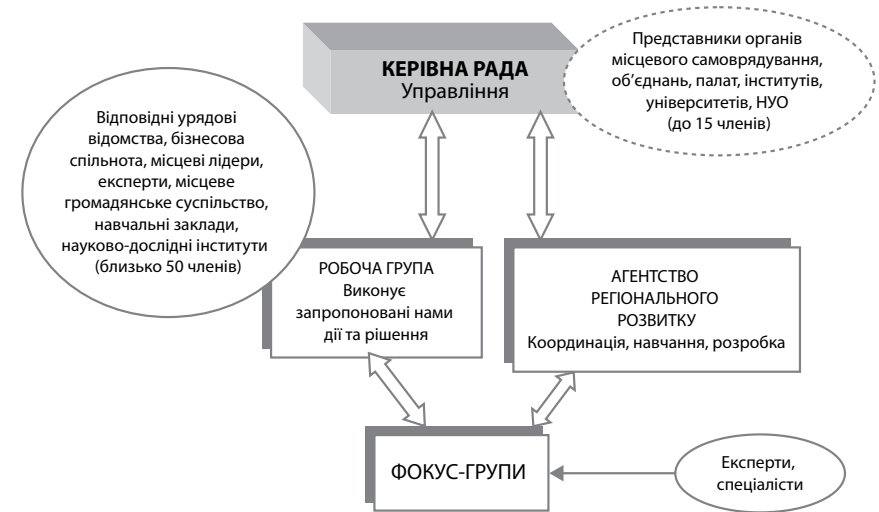 КЕРІВНА РАДА
Управління
Представники органів
місцевого самоврядування,
об’єднань, палат, інститутів,
університетів, НУО
(до 15 членів)
Відповідні урядові
відомства, бізнесова
спільнота, місцеві лідери,
експерти, місцеве
громадянське суспільство,
навчальні заклади,
науково-дослідні інститути
(близько 50 членів)
РОБОЧА ГРУПА
Виконує
запропоновані нами
дії та рішення
АГЕНТСТВО
РЕГІОНАЛЬНОГО
РОЗВИТКУ
Координація, навчання, розробка
ФОКУС-ГРУПИ
Експерти,
спеціалісти